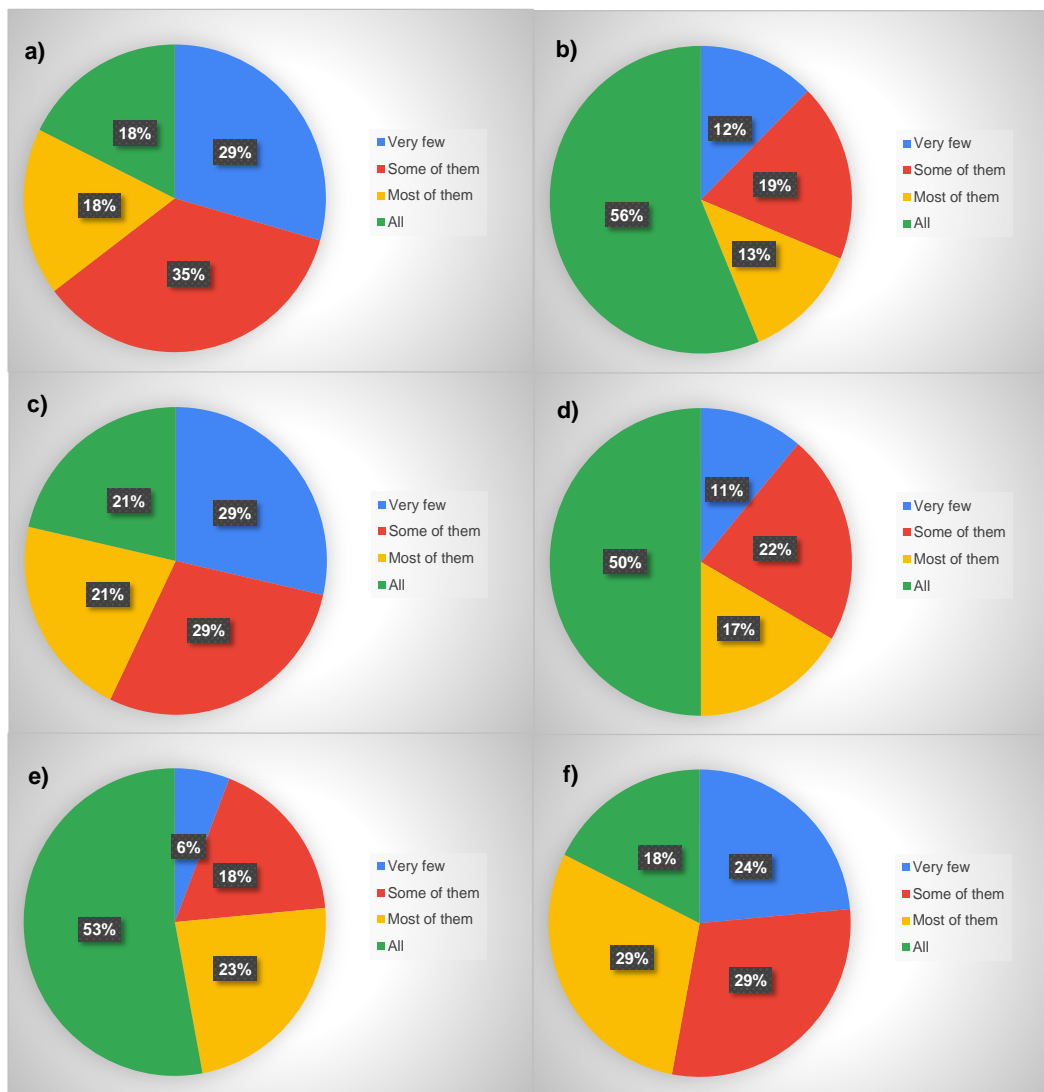 a)
18%
29%
18%
35%
Very few
Some of them
Most of them
All
b)
12%
19%
56%
13%
Very few
Some of them
Most of them
All
c)
21%
29%
21%
29%
Very few
Some of them
Most of them
All
d)
11%
22%
50%
17%
Very few
Some of them
Most of them
All
e)
6%
18%
53%
23%
Very few
Some of them
Most of them
All
f)
18%
24%
29%
29%
Very few
Some of them
Most of them
All